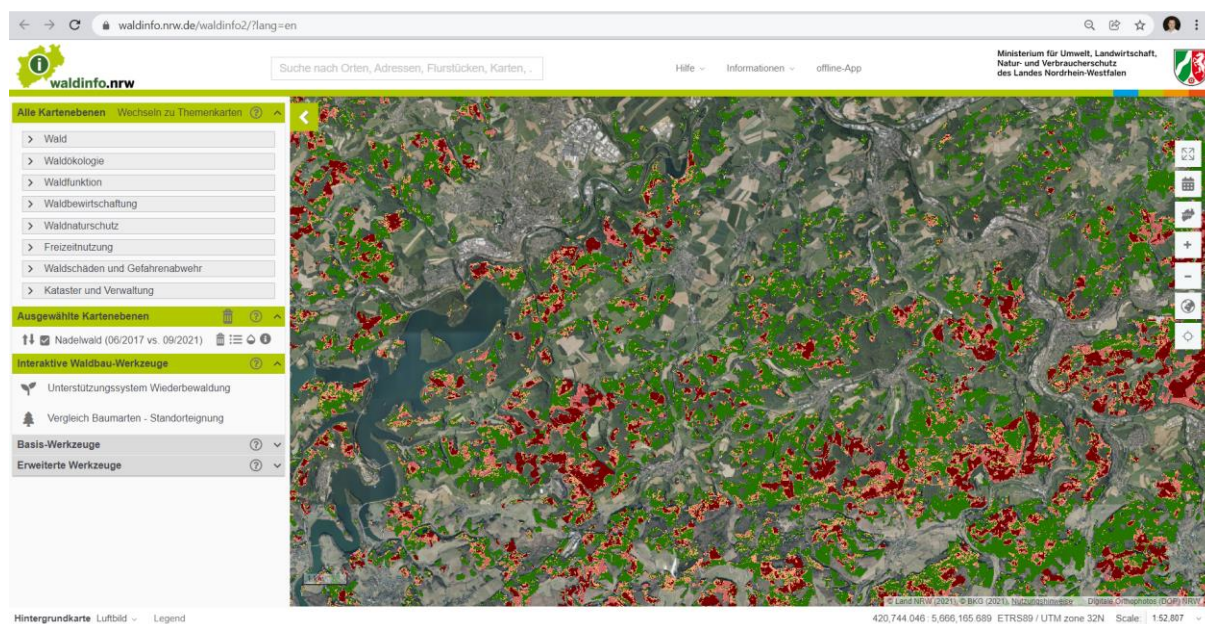 waldinfo.nrw.de/waldinfo2/?lang=en
waldinfo.nrw
Suche nach Orten, Adressen, Flurstücken, Karten, .
Hilfe
Informationen
offline-App
Ministerium für Umwelt, Landwirtschaft,
Natur- und Verbraucherschutz
des Landes Nordrhein-Westfalen
Alle Kartenebenen Wechseln zu Themenkarten
Wald
Waldökologie
Waldfunktion
Waldbewirtschaftung
Waldnaturschutz
Freizeitnutzung
Waldschäden und Gefahrenabwehr
Kataster und Verwaltung
Ausgewählte Kartenebenen
Nadelwald (06/2017 vs. 09/2021)
Interaktive Waldbau-Werkzeuge
Unterstützungssystem Wiederbewaldung
Vergleich Baumarten - Standorteignung
Basis-Werkzeuge
Erweiterte Werkzeuge
© Land NRW (2021), © BKG (2021), Nutzungshinweise Digitale Orthophotos (DOP) NRW
Hintergrundkarte Luftbild Legend
420,744.046 : 5,666,165.689 ETRS89 / UTM zone 32N Scale: 1:52.807